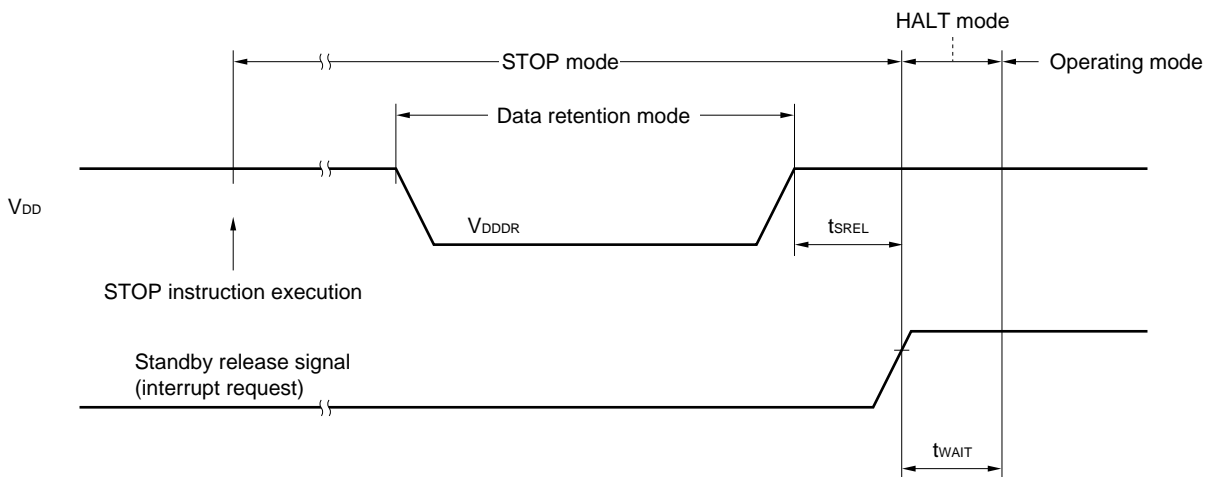 HALT mode
STOP mode
Operating mode
Data retention mode
VDD
VDDDR
tSREL
STOP instruction execution
Standby release signal
(interrupt request)
tWAIT